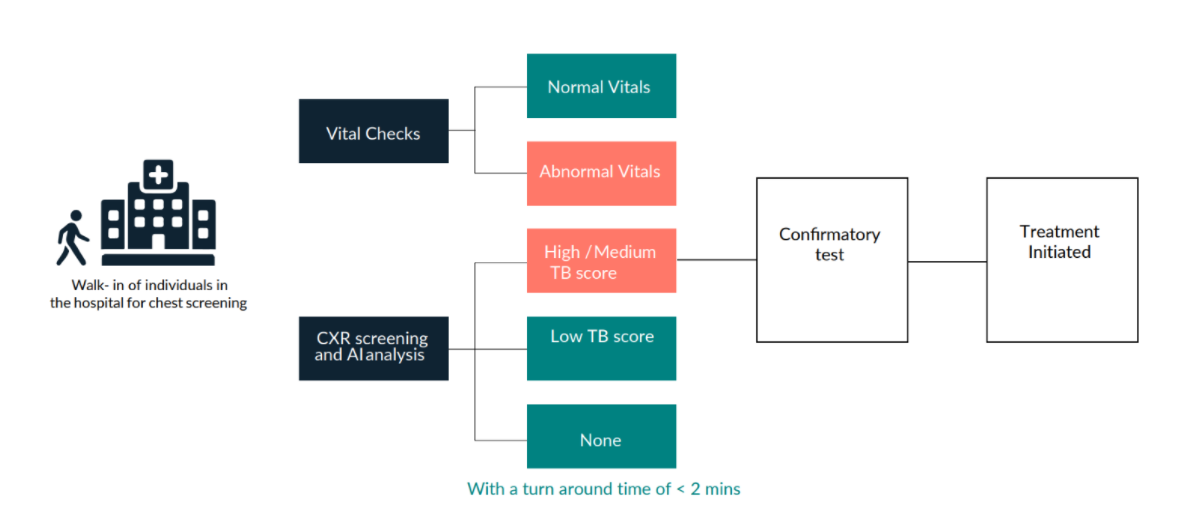 Walk- in of individuals in
the hospital for chest screening
Vital Checks
Normal Vitals
Abnormal Vitals
CXR screening
and AI analysis
High / Medium
TB score
Low TB score
None
With a turn around time of < 2 mins
Confirmatory
test
Treatment
Initiated